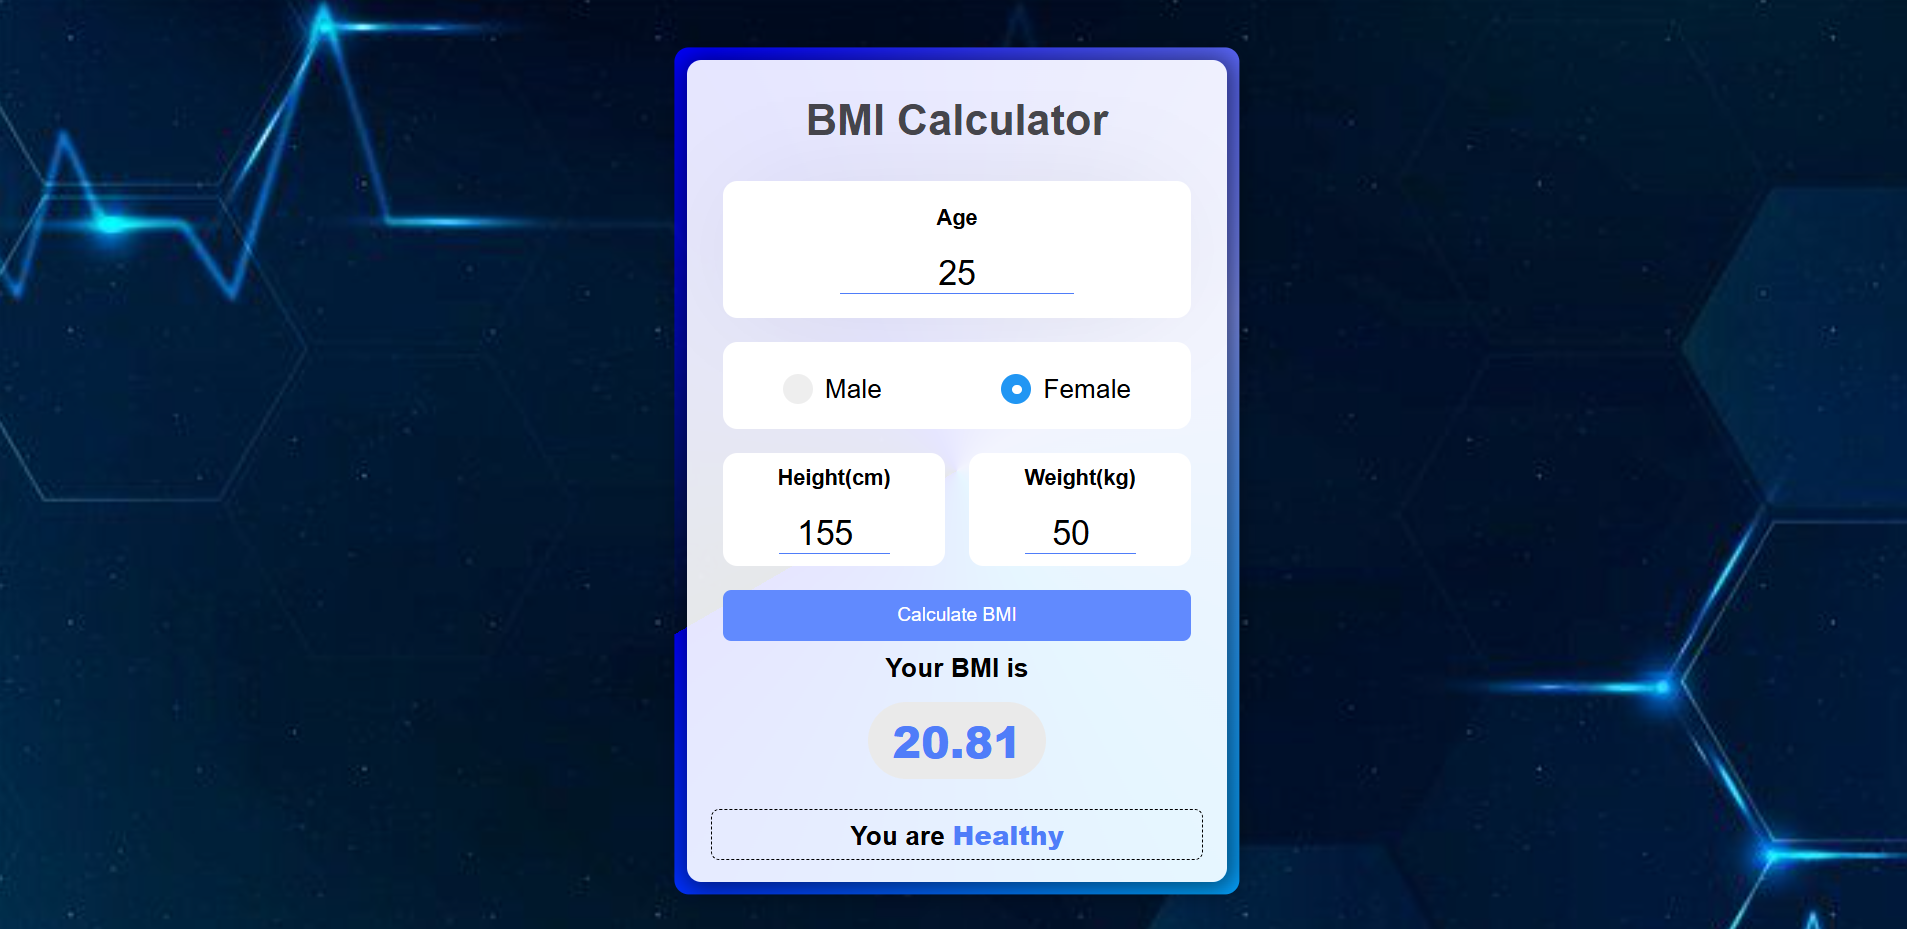 BMI Calculator
Age
25
Male Female
Height(cm) Weight(kg)
155 50
Calculate BMI
Your BMI is
20.81
You are Healthy